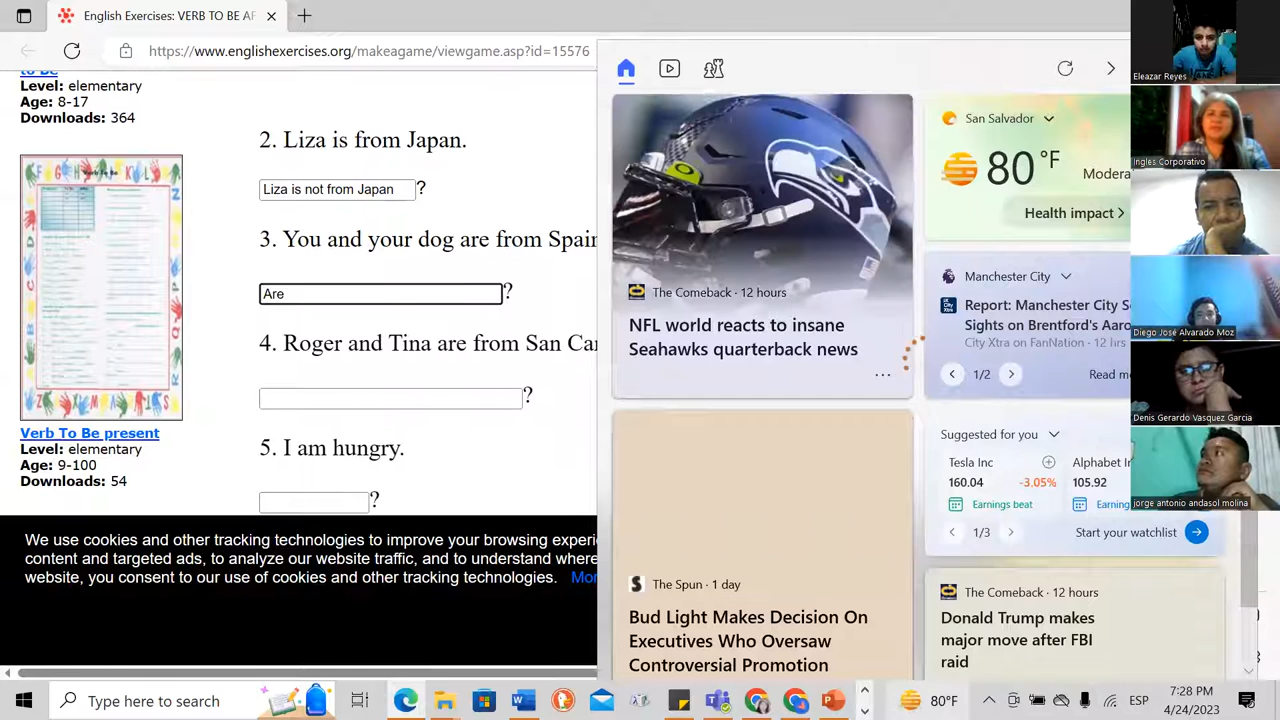 English Exercises: VERB TO BE AF
https://www.englishexercises.org/makeagame/viewgame.asp?id=15576
to Be
Level: elementary
Age: 8-17
Downloads: 364
Verb To Be present
Level: elementary
Age: 9-100
Downloads: 54
2. Liza is from Japan.
Liza is not from Japan ?
3. You and your dog are from Spain
Are ?
4. Roger and Tina are from San Car
?
5. I am hungry.
?
We use cookies and other tracking technologies to improve your browsing experi
content and targeted ads, to analyze our website traffic, and to understand where
website, you consent to our use of cookies and other tracking technologies. Mor
The Comeback · 12 hours
NFL world reacts to insane
Seahawks quarterback news
The Spun · 1 day
Bud Light Makes Decision On
Executives Who Oversaw
Controversial Promotion
San Salvador
80 °F
Modera
Health impact
Manchester City
Report: Manchester City S
Sights on Brentford's Aaro
City Xtra on FanNation · 12 hrs
1/2
Read mo
Suggested for you
Tesla Inc
Alphabet In
160.04 -3.05% 105.92
Earnings beat
Earning
1/3
Start your watchlist
The Comeback · 12 hours
Donald Trump makes
major move after FBI
raid
Eleazar Reyes
Ingles Corporativo
Diego José Alvarado Moz
Denis Gerardo Vasquez Garcia
jorge antonio andasol molina
Type here to search
80°F
ESP
7:28 PM
4/24/2023